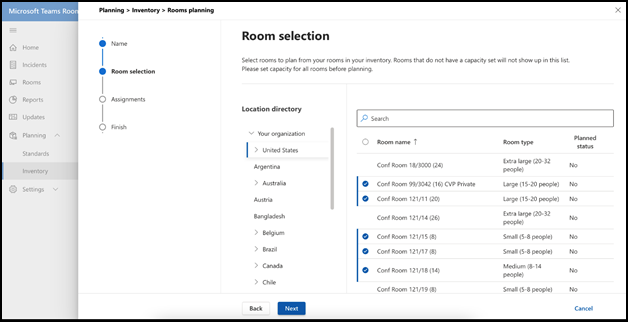 Microsoft Teams Room
Planning > Inventory > Rooms planning
Home
Incidents
Rooms
Reports
Updates
Planning
Standards
Inventory
Settings
Name
Room selection
Assignments
Finish
Room selection
Select rooms to plan from your rooms in your inventory. Rooms that do not have a capacity set will not show up in this list.
Please set capacity for all rooms before planning.
Location directory
Your organization
United States
Argentina
Australia
Austria
Bangladesh
Belgium
Brazil
Canada
Chile
Search
Room name ↑ Room type Planned
status
Conf Room 18/3000 (24) Extra large (20-32
people) No
Conf Room 99/3042 (16) CVP Private Large (15-20 people) No
Conf Room 121/11 (20) Large (15-20 people) No
Conf Room 121/14 (26) Extra large (20-32
people) No
Conf Room 121/15 (8) Small (5-8 people) No
Conf Room 121/17 (8) Small (5-8 people) No
Conf Room 121/18 (14) Medium (8-14
people) No
Conf Room 121/19 (8) Small (5-8 people) No
Back
Next
Cancel